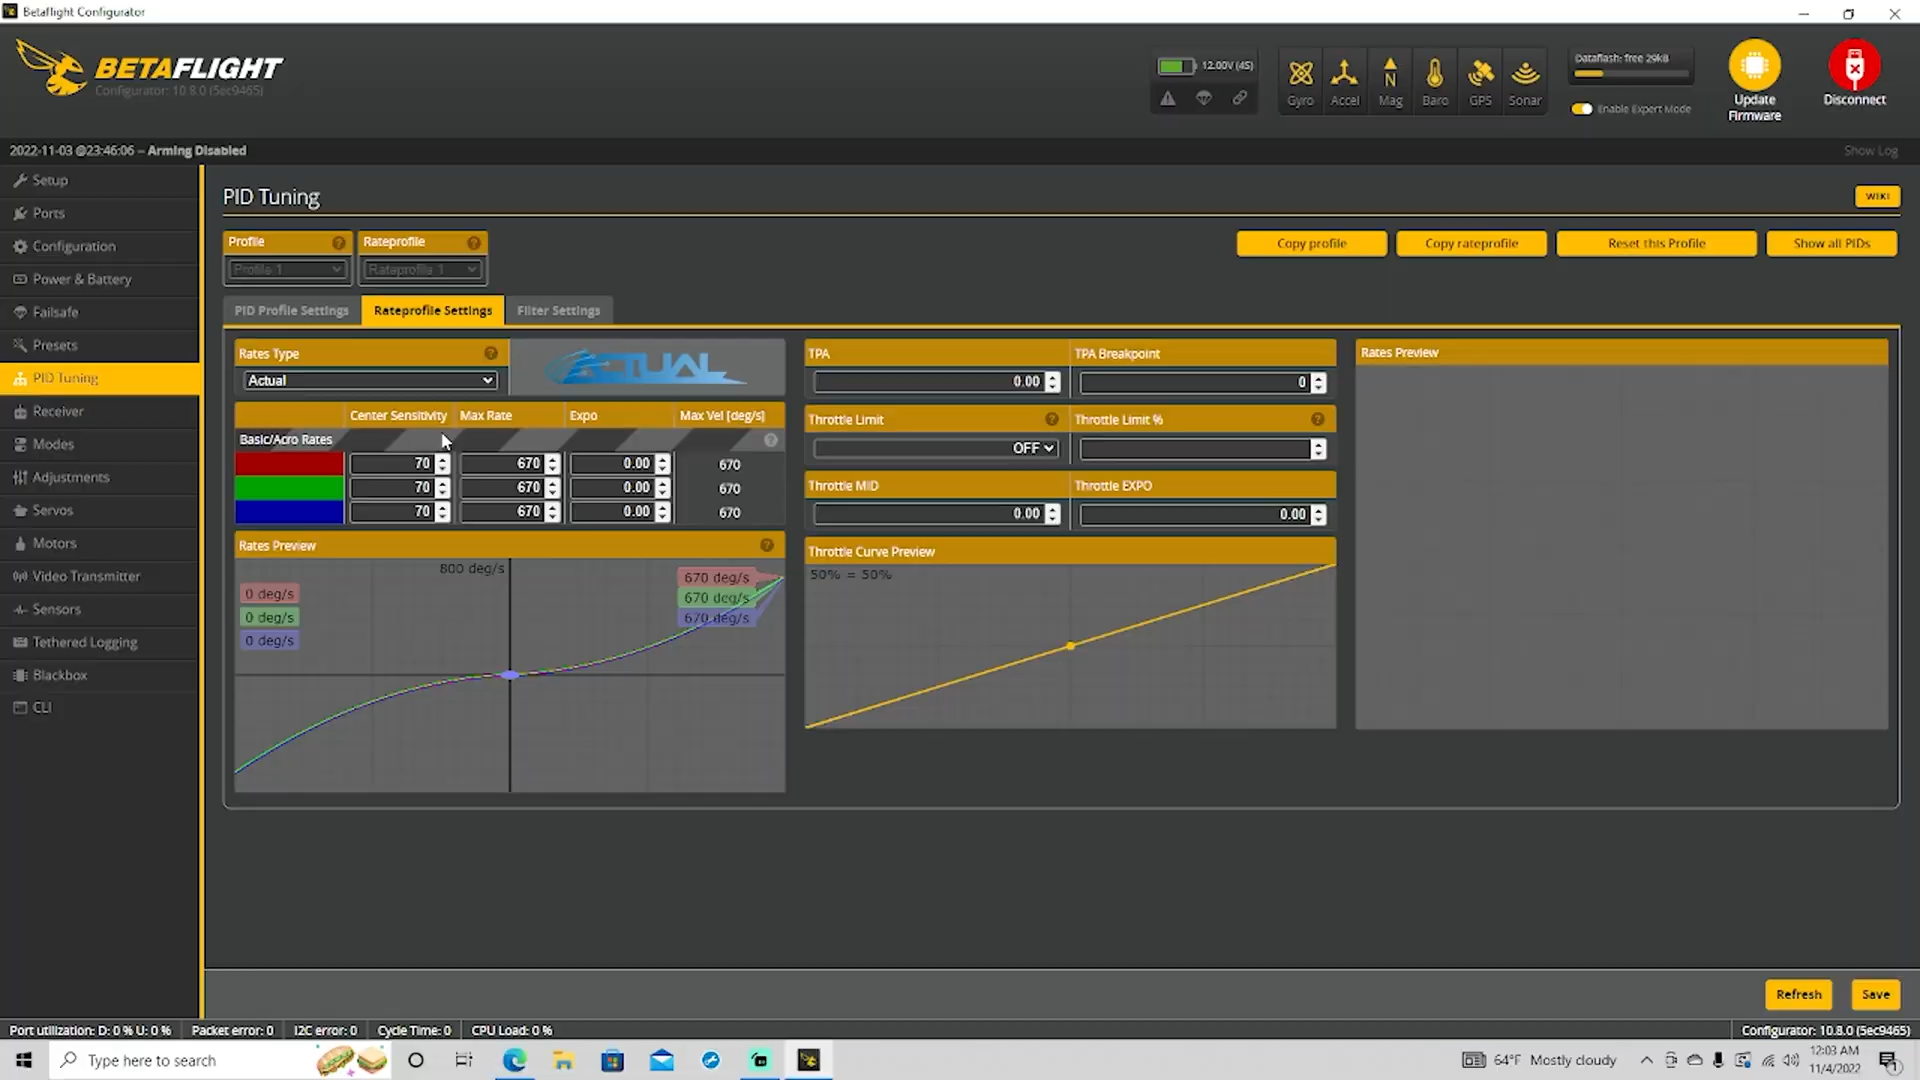 Betaflight Configurator
BETAFLIGHT
Configurator: 10.8.0 (5ec9465)
12.00V (4S)
Gyro
Accel
Mag
Baro
GPS
Sonar
Dataflash: free 29kB
Enable Expert Mode
Update Firmware
Disconnect
2022-11-03 @23:46:06 – Arming Disabled
Show Log
Setup
Ports
Configuration
Power & Battery
Failsafe
Presets
PID Tuning
Receiver
Modes
Adjustments
Servos
Motors
Video Transmitter
Sensors
Tethered Logging
Blackbox
CLI
PID Tuning
WIKI
Profile
Profile 1
Rateprofile
Rateprofile 1
Copy profile
Copy rateprofile
Reset this Profile
Show all PIDs
PID Profile Settings
Rateprofile Settings
Filter Settings
Rates Type
Actual
ACTUAL
Center Sensitivity Max Rate Expo Max Vel [deg/s]
Basic/Acro Rates
70 670 0.00 670
70 670 0.00 670
70 670 0.00 670
Rates Preview
800 deg/s
0 deg/s
0 deg/s
0 deg/s
670 deg/s
670 deg/s
670 deg/s
TPA
0.00
TPA Breakpoint
0
Throttle Limit
OFF
Throttle Limit %
Throttle MID
0.00
Throttle EXPO
0.00
Throttle Curve Preview
50% = 50%
Rates Preview
Refresh
Save
Port utilization: D: 0 % U: 0 %
Packet error: 0
I2C error: 0
Cycle Time: 0
CPU Load: 0 %
Configurator: 10.8.0 (5ec9465)
Type here to search
64°F Mostly cloudy
12:03 AM
11/4/2022